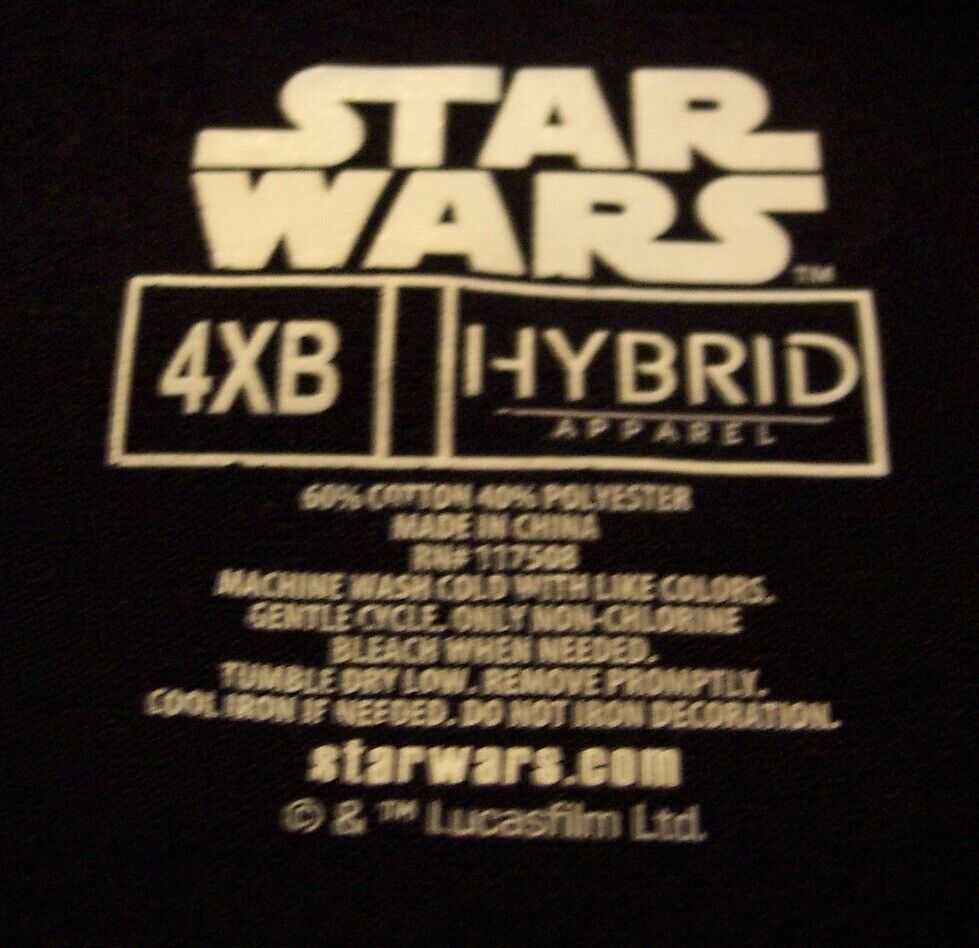 STAR
WARS™
4XB HYBRID
APPAREL
60% COTTON 40% POLYESTER
MADE IN CHINA
RN# 117508
MACHINE WASH COLD WITH LIKE COLORS.
GENTLE CYCLE. ONLY NON-CHLORINE
BLEACH WHEN NEEDED.
TUMBLE DRY LOW. REMOVE PROMPTLY.
COOL IRON IF NEEDED. DO NOT IRON DECORATION.
starwars.com
© & ™ Lucasfilm Ltd.